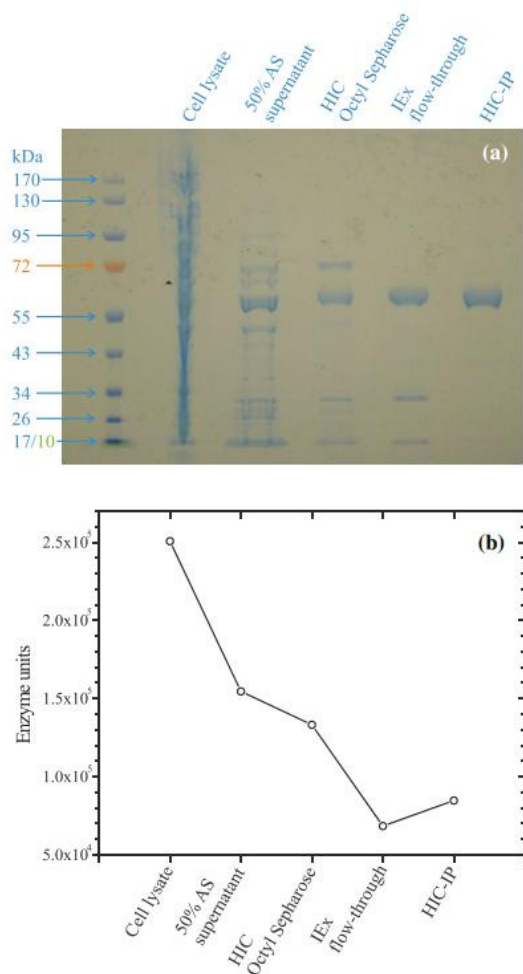 Cell lysate
50% AS
supernatant
HIC
Octyl Sepharose
IEx
flow-through
HIC-IP
(a)
kDa
170
130
95
72
55
43
34
26
17/10
(b)
2.5x10⁵
2.0x10⁵
1.5x10⁵
1.0x10⁵
5.0x10⁴
Enzyme units
Cell lysate
50% AS
supernatant
HIC
Octyl Sepharose
IEx
flow-through
HIC-IP